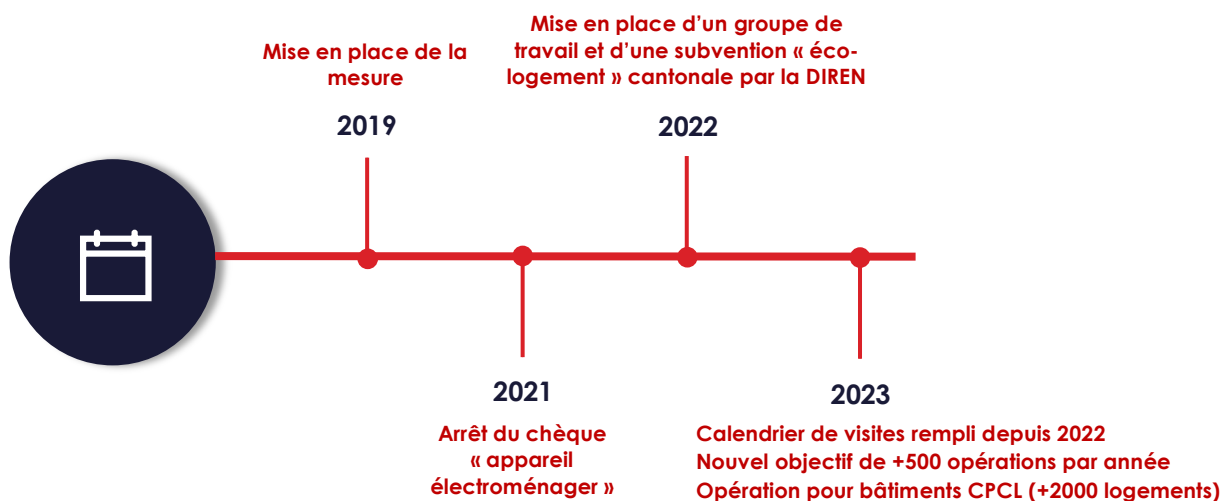 Mise en place de la
mesure
2019
Mise en place d'un groupe de
travail et d'une subvention « éco-
logement » cantonale par la DIREN
2022
2021
Arrêt du chèque
« appareil
électroménager »
2023
Calendrier de visites rempli depuis 2022
Nouvel objectif de +500 opérations par année
Opération pour bâtiments CPCL (+2000 logements)